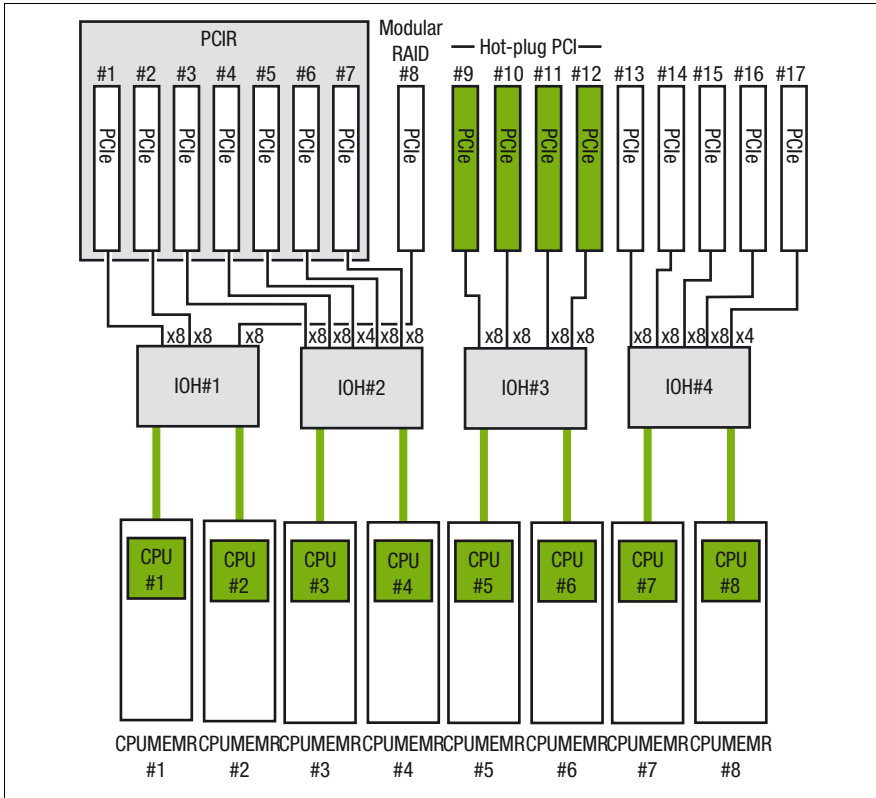 PCIR
Modular
RAID
Hot-plug PCI
#1 #2 #3 #4 #5 #6 #7 #8 #9 #10 #11 #12 #13 #14 #15 #16 #17
PCIe PCIe PCIe PCIe PCIe PCIe PCIe PCIe PCIe PCIe PCIe PCIe PCIe PCIe PCIe PCIe PCIe
x8 x8 x8 x8 x8 x4 x8 x8 x8 x8 x8 x8 x8 x8 x8 x8 x4
IOH#1 IOH#2 IOH#3 IOH#4
CPU CPU CPU CPU CPU CPU CPU CPU
#1 #2 #3 #4 #5 #6 #7 #8
CPUMEMR CPUMEMR CPUMEMR CPUMEMR CPUMEMR CPUMEMR CPUMEMR CPUMEMR
#1 #2 #3 #4 #5 #6 #7 #8